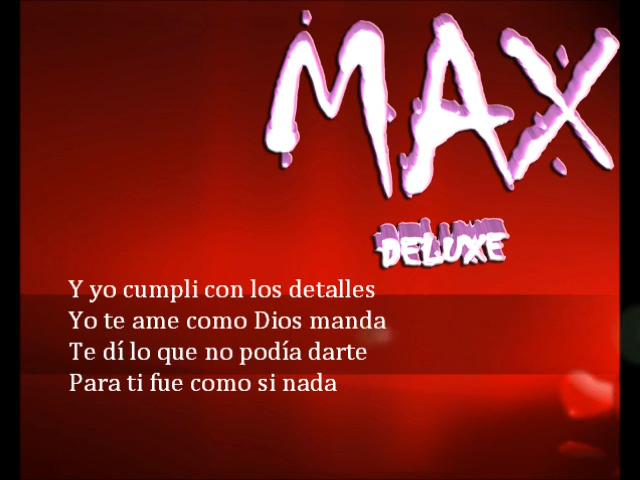 MAX
DELUXE
Y yo cumpli con los detalles
Yo te ame como Dios manda
Te dí lo que no podía darte
Para ti fue como si nada